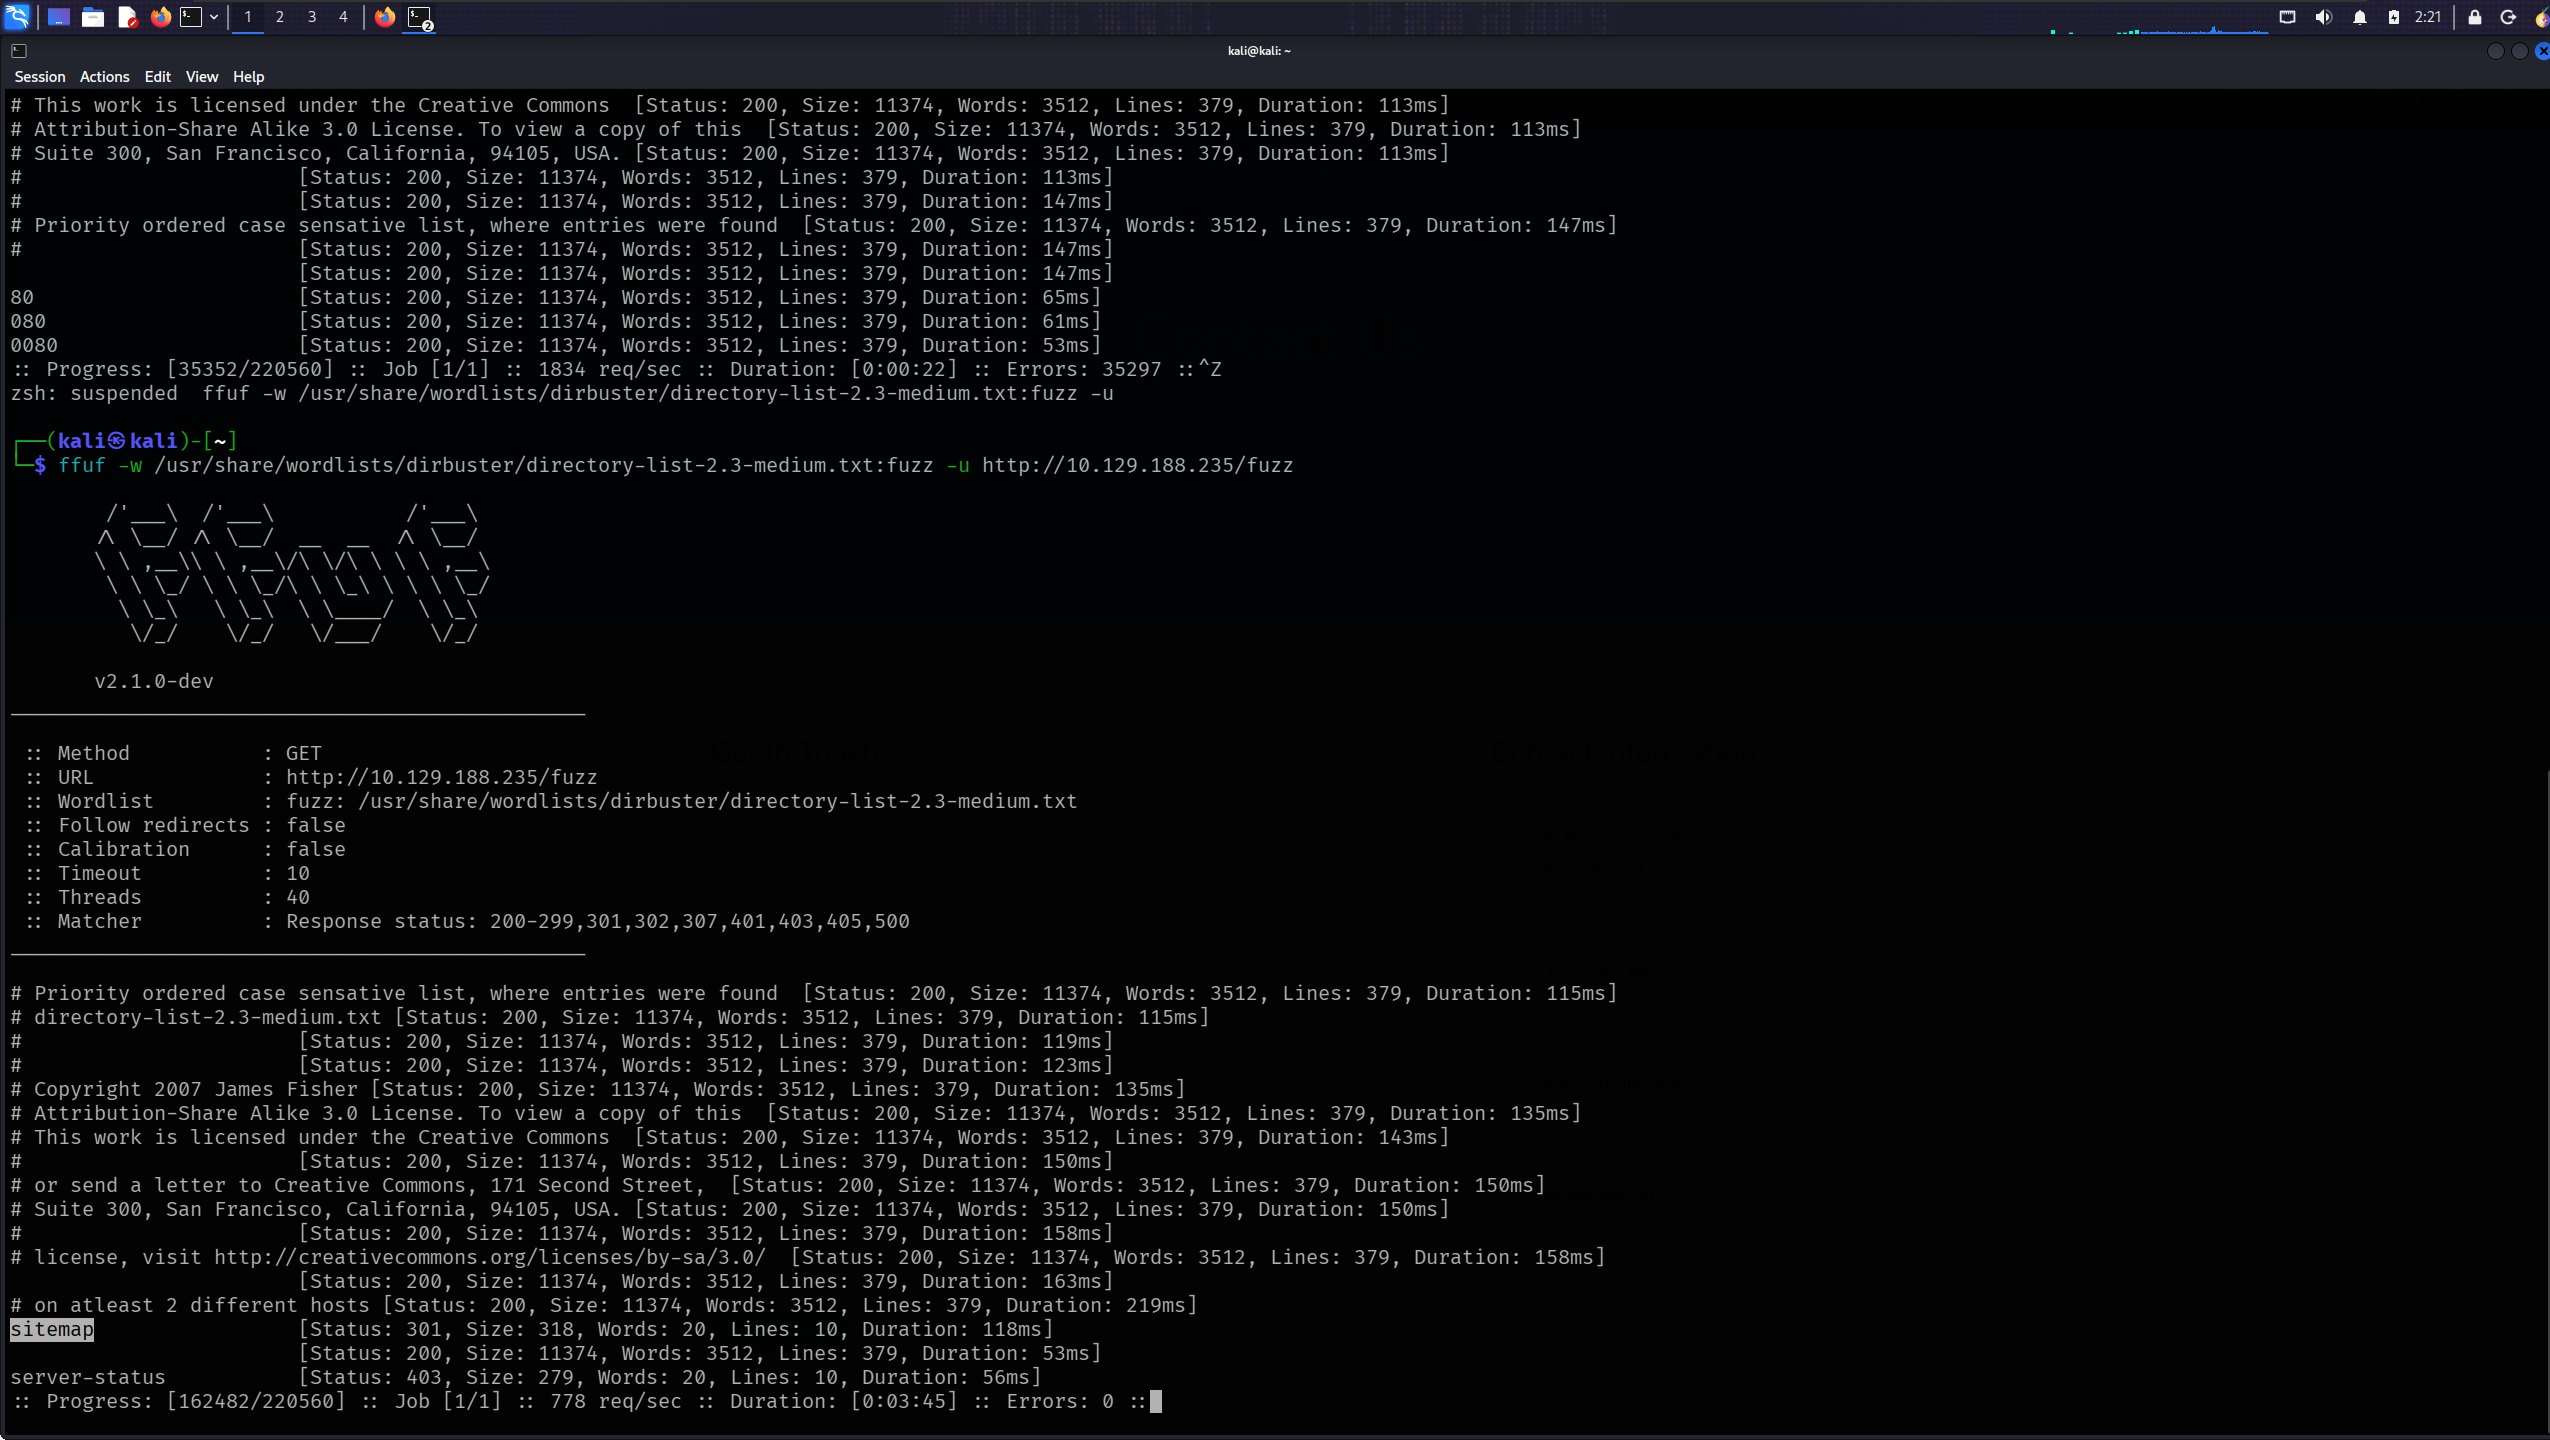 1 2 3 4 2 2:21
kali@kali: ~
Session Actions Edit View Help
# This work is licensed under the Creative Commons  [Status: 200, Size: 11374, Words: 3512, Lines: 379, Duration: 113ms]
# Attribution-Share Alike 3.0 License. To view a copy of this  [Status: 200, Size: 11374, Words: 3512, Lines: 379, Duration: 113ms]
# Suite 300, San Francisco, California, 94105, USA. [Status: 200, Size: 11374, Words: 3512, Lines: 379, Duration: 113ms]
#                       [Status: 200, Size: 11374, Words: 3512, Lines: 379, Duration: 113ms]
#                       [Status: 200, Size: 11374, Words: 3512, Lines: 379, Duration: 147ms]
# Priority ordered case sensative list, where entries were found  [Status: 200, Size: 11374, Words: 3512, Lines: 379, Duration: 147ms]
#                       [Status: 200, Size: 11374, Words: 3512, Lines: 379, Duration: 147ms]
                        [Status: 200, Size: 11374, Words: 3512, Lines: 379, Duration: 147ms]
80                      [Status: 200, Size: 11374, Words: 3512, Lines: 379, Duration: 65ms]
080                     [Status: 200, Size: 11374, Words: 3512, Lines: 379, Duration: 61ms]
0080                    [Status: 200, Size: 11374, Words: 3512, Lines: 379, Duration: 53ms]
:: Progress: [35352/220560] :: Job [1/1] :: 1834 req/sec :: Duration: [0:00:22] :: Errors: 35297 ::^Z
zsh: suspended  ffuf -w /usr/share/wordlists/dirbuster/directory-list-2.3-medium.txt:fuzz -u
┌──(kali㉿kali)-[~]
└─$ ffuf -w /usr/share/wordlists/dirbuster/directory-list-2.3-medium.txt:fuzz -u http://10.129.188.235/fuzz
v2.1.0-dev
:: Method           : GET
:: URL              : http://10.129.188.235/fuzz
:: Wordlist         : fuzz: /usr/share/wordlists/dirbuster/directory-list-2.3-medium.txt
:: Follow redirects : false
:: Calibration      : false
:: Timeout          : 10
:: Threads          : 40
:: Matcher          : Response status: 200-299,301,302,307,401,403,405,500
# Priority ordered case sensative list, where entries were found  [Status: 200, Size: 11374, Words: 3512, Lines: 379, Duration: 115ms]
# directory-list-2.3-medium.txt [Status: 200, Size: 11374, Words: 3512, Lines: 379, Duration: 115ms]
#                       [Status: 200, Size: 11374, Words: 3512, Lines: 379, Duration: 119ms]
#                       [Status: 200, Size: 11374, Words: 3512, Lines: 379, Duration: 123ms]
# Copyright 2007 James Fisher [Status: 200, Size: 11374, Words: 3512, Lines: 379, Duration: 135ms]
# Attribution-Share Alike 3.0 License. To view a copy of this  [Status: 200, Size: 11374, Words: 3512, Lines: 379, Duration: 135ms]
# This work is licensed under the Creative Commons  [Status: 200, Size: 11374, Words: 3512, Lines: 379, Duration: 143ms]
#                       [Status: 200, Size: 11374, Words: 3512, Lines: 379, Duration: 150ms]
# or send a letter to Creative Commons, 171 Second Street,  [Status: 200, Size: 11374, Words: 3512, Lines: 379, Duration: 150ms]
# Suite 300, San Francisco, California, 94105, USA. [Status: 200, Size: 11374, Words: 3512, Lines: 379, Duration: 150ms]
#                       [Status: 200, Size: 11374, Words: 3512, Lines: 379, Duration: 158ms]
# license, visit http://creativecommons.org/licenses/by-sa/3.0/  [Status: 200, Size: 11374, Words: 3512, Lines: 379, Duration: 158ms]
                        [Status: 200, Size: 11374, Words: 3512, Lines: 379, Duration: 163ms]
# on atleast 2 different hosts [Status: 200, Size: 11374, Words: 3512, Lines: 379, Duration: 219ms]
sitemap                 [Status: 301, Size: 318, Words: 20, Lines: 10, Duration: 118ms]
                        [Status: 200, Size: 11374, Words: 3512, Lines: 379, Duration: 53ms]
server-status           [Status: 403, Size: 279, Words: 20, Lines: 10, Duration: 56ms]
:: Progress: [162482/220560] :: Job [1/1] :: 778 req/sec :: Duration: [0:03:45] :: Errors: 0 ::